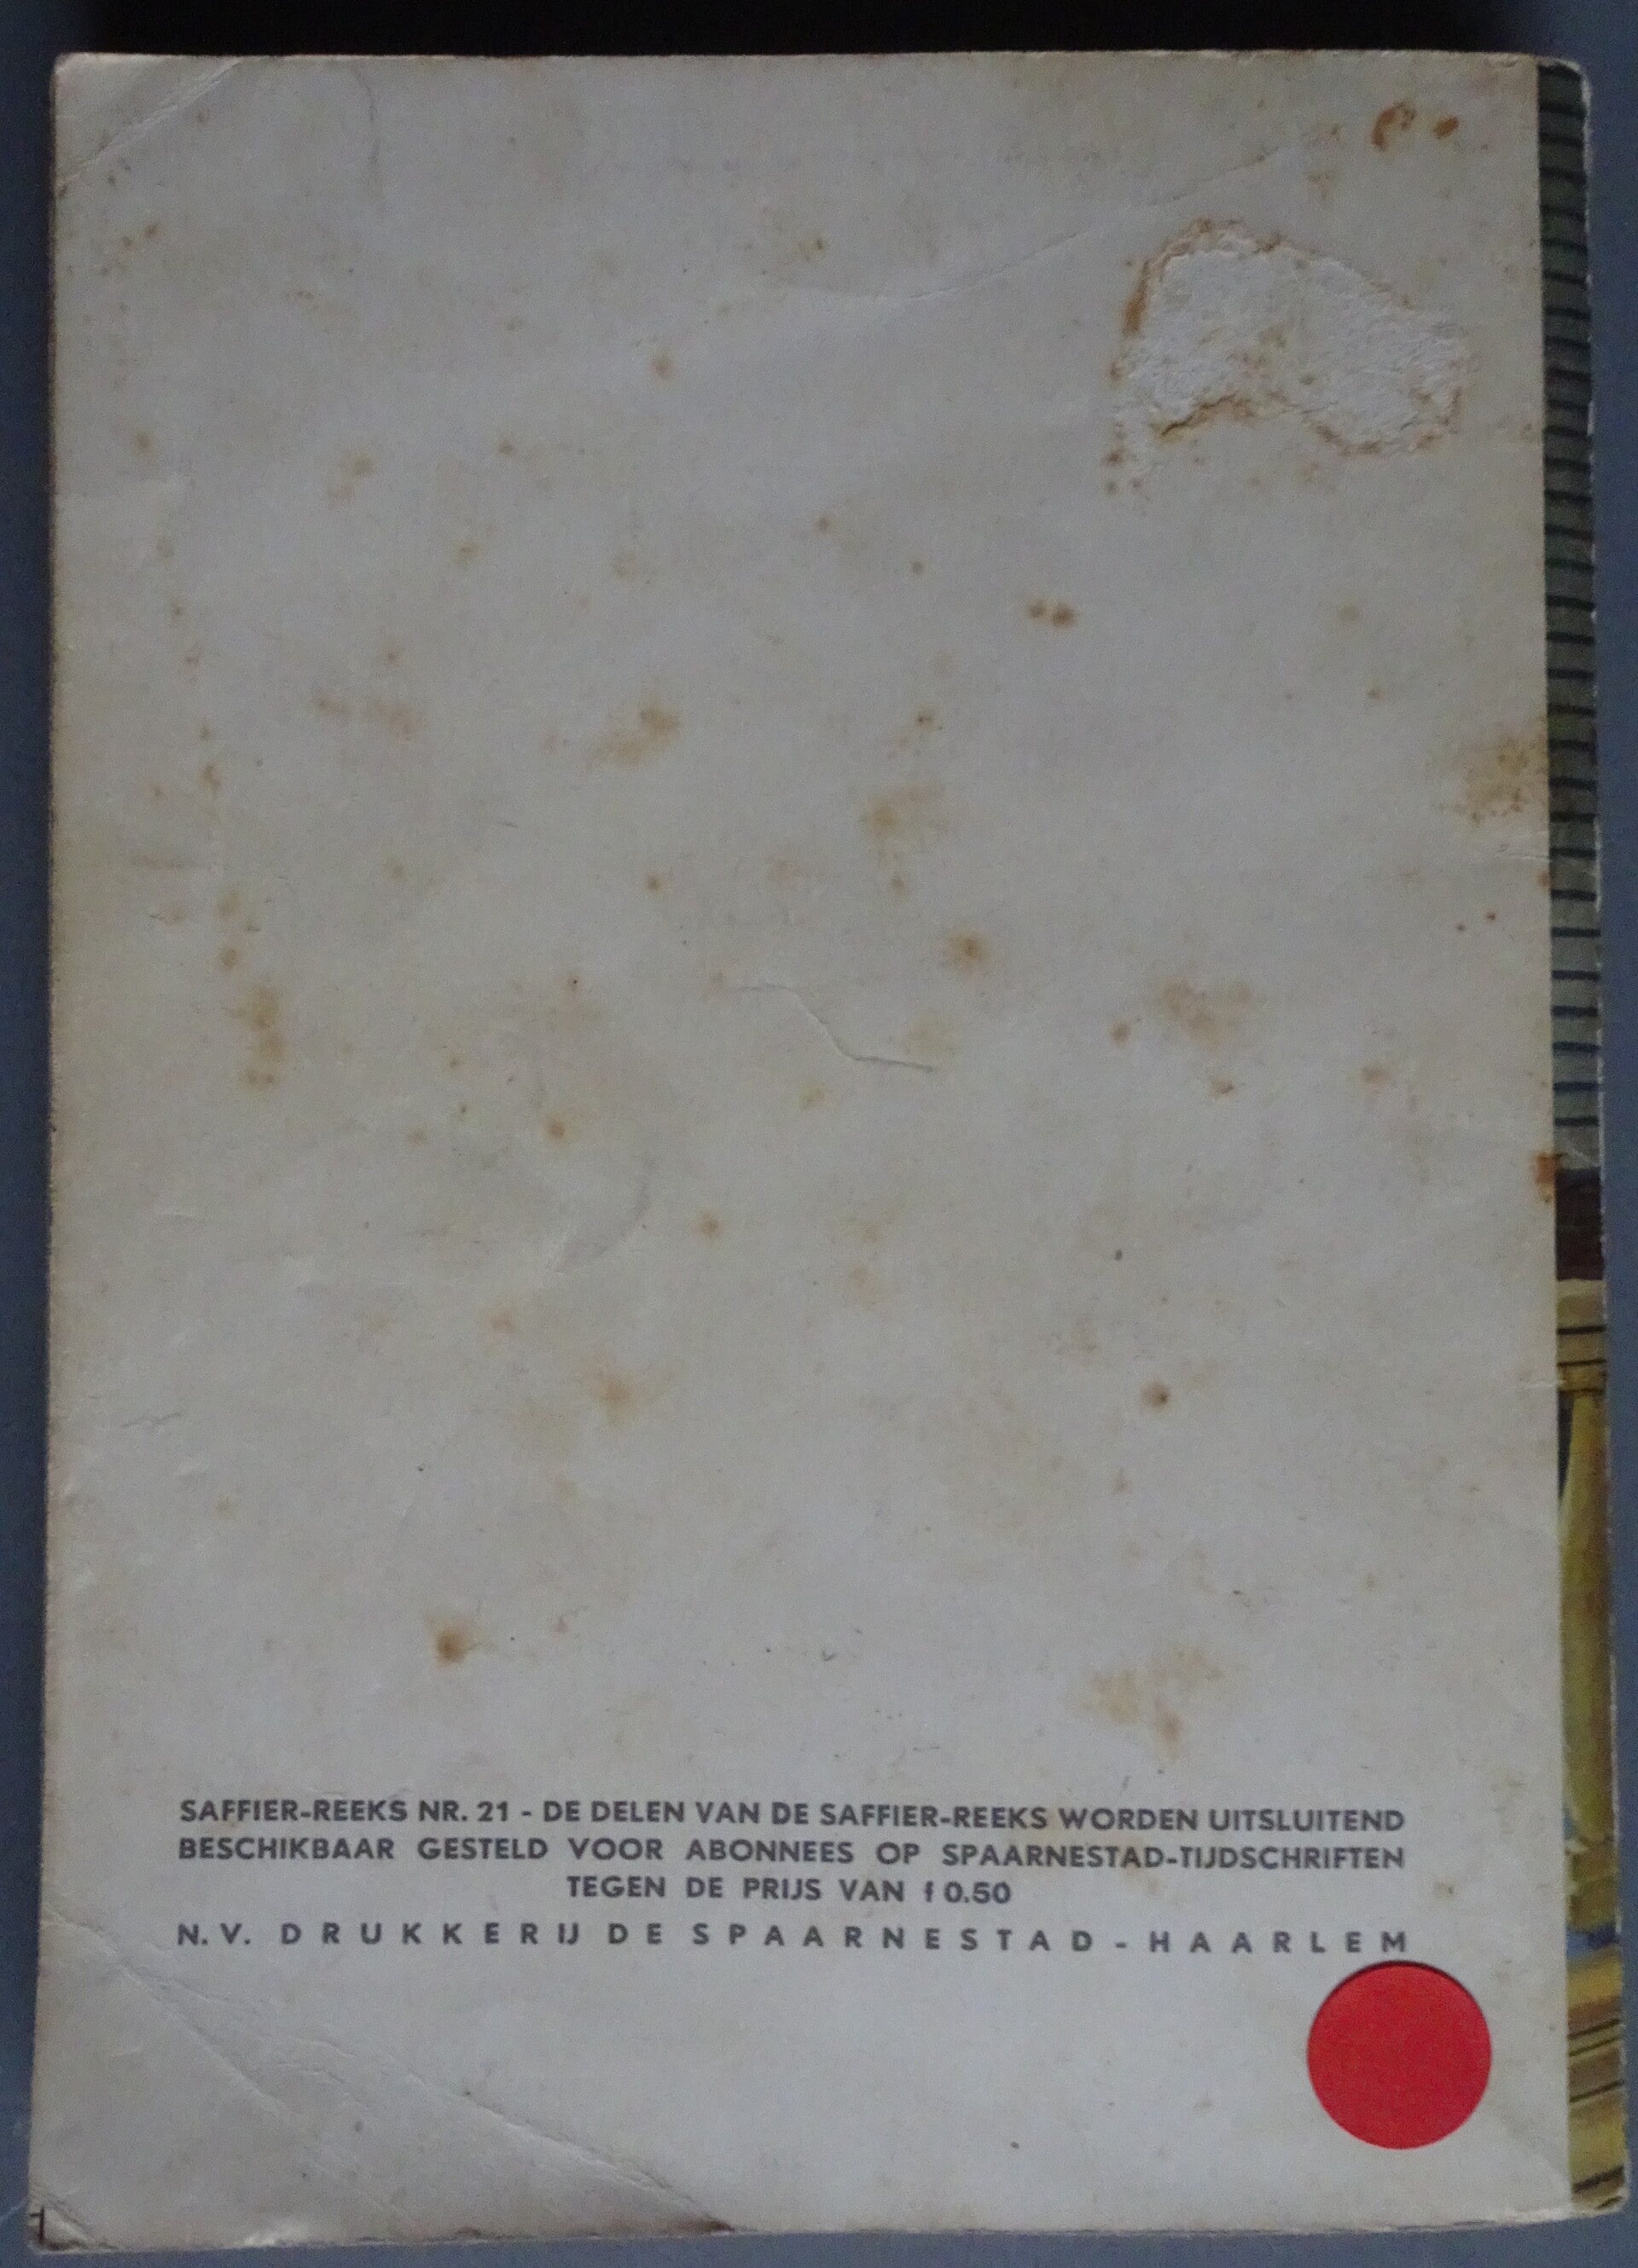 SAFFIER-REEKS NR. 21 - DE DELEN VAN DE SAFFIER-REEKS WORDEN UITSLUITEND
BESCHIKBAAR GESTELD VOOR ABONNEES OP SPAARNESTAD-TIJDSCHRIFTEN
TEGEN DE PRIJS VAN f 0.50
N.V. DRUKKERIJ DE SPAARNESTAD - HAARLEM